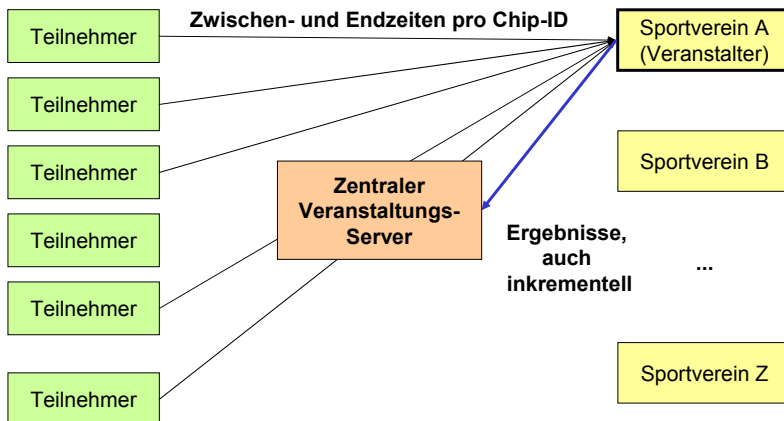 Zwischen- und Endzeiten pro Chip-ID
Teilnehmer
Teilnehmer
Teilnehmer
Teilnehmer
Teilnehmer
Teilnehmer
Zentraler
Veranstaltungs-
Server
Ergebnisse,
auch
inkrementell
Sportverein A
(Veranstalter)
Sportverein B
...
Sportverein Z